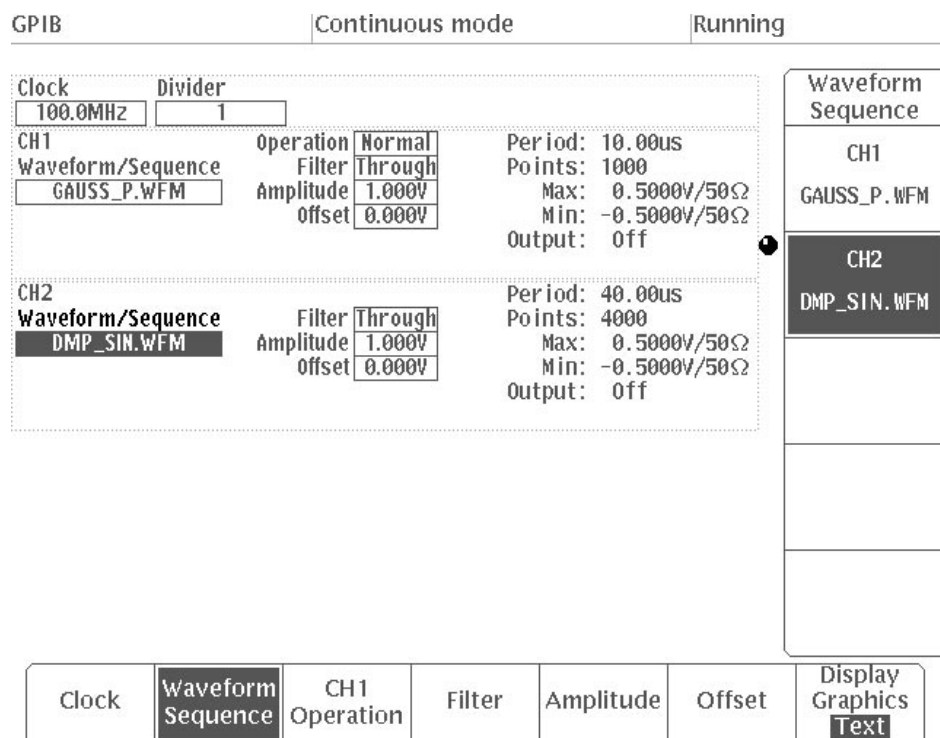 GPIB Continuous mode Running
Clock Divider
100.0MHz 1
CH1 Operation Normal Period: 10.00us
Waveform/Sequence Filter Through Points: 1000
GAUSS_P.WFM Amplitude 1.000V Max: 0.5000V/50Ω
Offset 0.000V Min: -0.5000V/50Ω
Output: Off
CH2 Period: 40.00us
Waveform/Sequence Filter Through Points: 4000
DMP_SIN.WFM Amplitude 1.000V Max: 0.5000V/50Ω
Offset 0.000V Min: -0.5000V/50Ω
Output: Off
Waveform
Sequence
CH1
GAUSS_P.WFM
CH2
DMP_SIN.WFM
Clock
Waveform
Sequence
CH1
Operation
Filter
Amplitude
Offset
Display
Graphics
Text